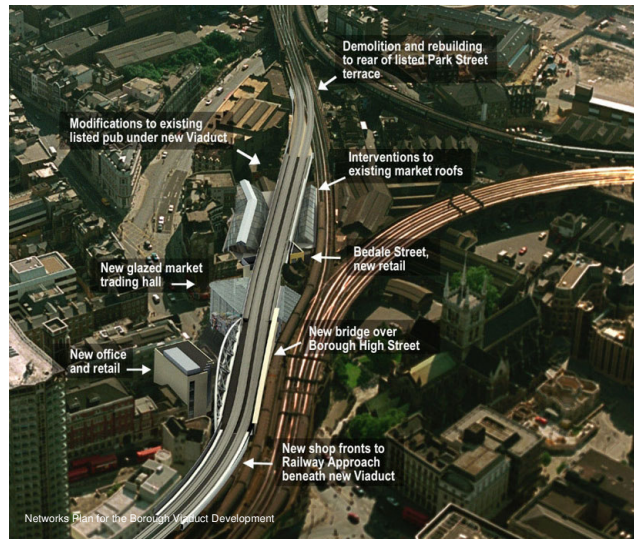 Demolition and rebuilding
to rear of listed Park Street
terrace
Modifications to existing
listed pub under new Viaduct
Interventions to
existing market roofs
Bedale Street,
new retail
New glazed market
trading hall
New bridge over
Borough High Street
New office
and retail
New shop fronts to
Railway Approach
beneath new Viaduct
Networks Plan for the Borough Viaduct Development